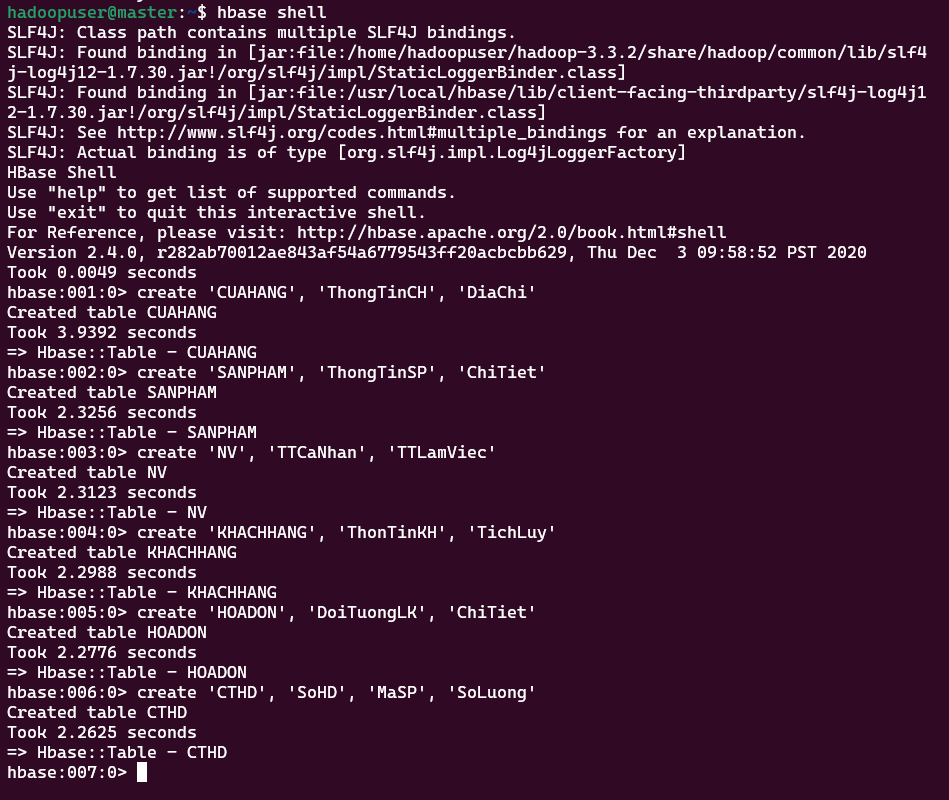 hadoopuser@master:~$ hbase shell
SLF4J: Class path contains multiple SLF4J bindings.
SLF4J: Found binding in [jar:file:/home/hadoopuser/hadoop-3.3.2/share/hadoop/common/lib/slf4
j-log4j12-1.7.30.jar!/org/slf4j/impl/StaticLoggerBinder.class]
SLF4J: Found binding in [jar:file:/usr/local/hbase/lib/client-facing-thirdparty/slf4j-log4j1
2-1.7.30.jar!/org/slf4j/impl/StaticLoggerBinder.class]
SLF4J: See http://www.slf4j.org/codes.html#multiple_bindings for an explanation.
SLF4J: Actual binding is of type [org.slf4j.impl.Log4jLoggerFactory]
HBase Shell
Use "help" to get list of supported commands.
Use "exit" to quit this interactive shell.
For Reference, please visit: http://hbase.apache.org/2.0/book.html#shell
Version 2.4.0, r282ab70012ae843af54a6779543ff20acbcbb629, Thu Dec  3 09:58:52 PST 2020
Took 0.0049 seconds
hbase:001:0> create 'CUAHANG', 'ThongTinCH', 'DiaChi'
Created table CUAHANG
Took 3.9392 seconds
=> Hbase::Table - CUAHANG
hbase:002:0> create 'SANPHAM', 'ThongTinSP', 'ChiTiet'
Created table SANPHAM
Took 2.3256 seconds
=> Hbase::Table - SANPHAM
hbase:003:0> create 'NV', 'TTCaNhan', 'TTLamViec'
Created table NV
Took 2.3123 seconds
=> Hbase::Table - NV
hbase:004:0> create 'KHACHHANG', 'ThonTinKH', 'TichLuy'
Created table KHACHHANG
Took 2.2988 seconds
=> Hbase::Table - KHACHHANG
hbase:005:0> create 'HOADON', 'DoiTuongLK', 'ChiTiet'
Created table HOADON
Took 2.2776 seconds
=> Hbase::Table - HOADON
hbase:006:0> create 'CTHD', 'SoHD', 'MaSP', 'SoLuong'
Created table CTHD
Took 2.2625 seconds
=> Hbase::Table - CTHD
hbase:007:0>